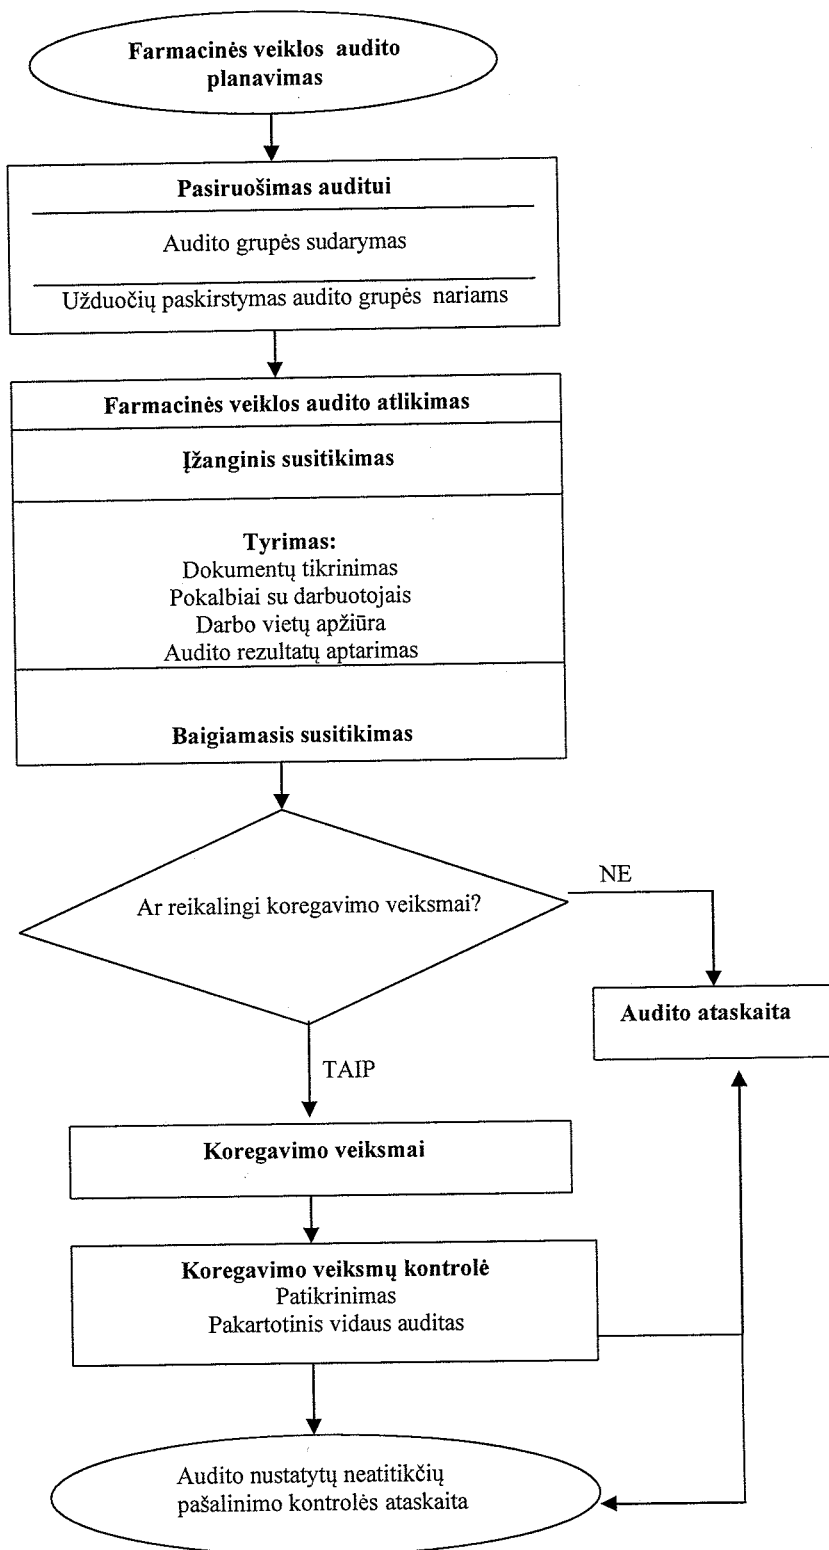 Farmacinės veiklos audito
planavimas
Pasiruošimas auditui
Audito grupės sudarymas
Užduočių paskirstymas audito grupės nariams
Farmacinės veiklos audito atlikimas
Įžanginis susitikimas
Tyrimas:
Dokumentų tikrinimas
Pokalbiai su darbuotojais
Darbo vietų apžiūra
Audito rezultatų aptarimas
Baigiamasis susitikimas
Ar reikalingi koregavimo veiksmai?
NE
Audito ataskaita
TAIP
Koregavimo veiksmai
Koregavimo veiksmų kontrolė
Patikrinimas
Pakartotinis vidaus auditas
Audito nustatytų neatitikčių
pašalinimo kontrolės ataskaita